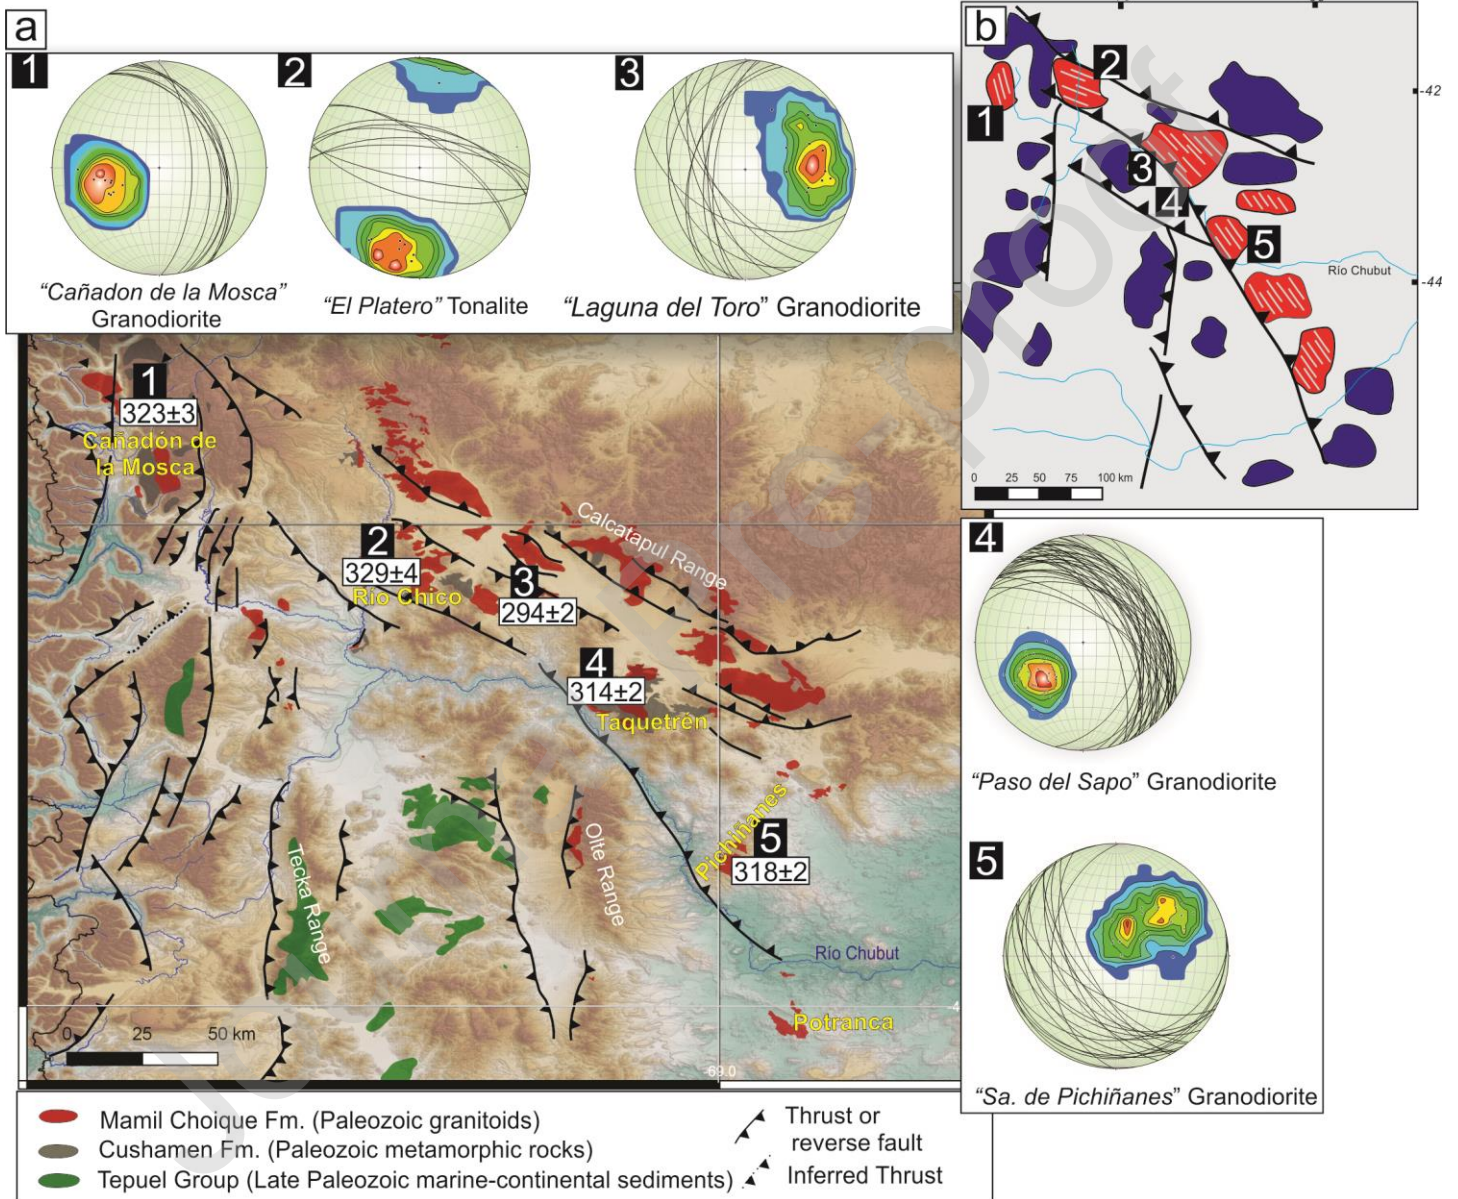 a
1
2
3
"Cañadon de la Mosca"
Granodiorite
"El Platero" Tonalite
"Laguna del Toro" Granodiorite
b
2
1
3
4
5
-42
-44
Río Chubut
0 25 50 75 100 km
1
323±3
Cañadón de
la Mosca
2
329±4
Río Chico
3
294±2
Calcatapul Range
4
314±2
Taquetrén
Pichiñanes
5
318±2
Tecka Range
Olte Range
Río Chubut
Potranca
0 25 50 km
-69.0
4
"Paso del Sapo" Granodiorite
5
"Sa. de Pichiñanes" Granodiorite
Mamil Choique Fm. (Paleozoic granitoids)
Cushamen Fm. (Paleozoic metamorphic rocks)
Tepuel Group (Late Paleozoic marine-continental sediments)
Thrust or
reverse fault
Inferred Thrust
Journal Pre-proof